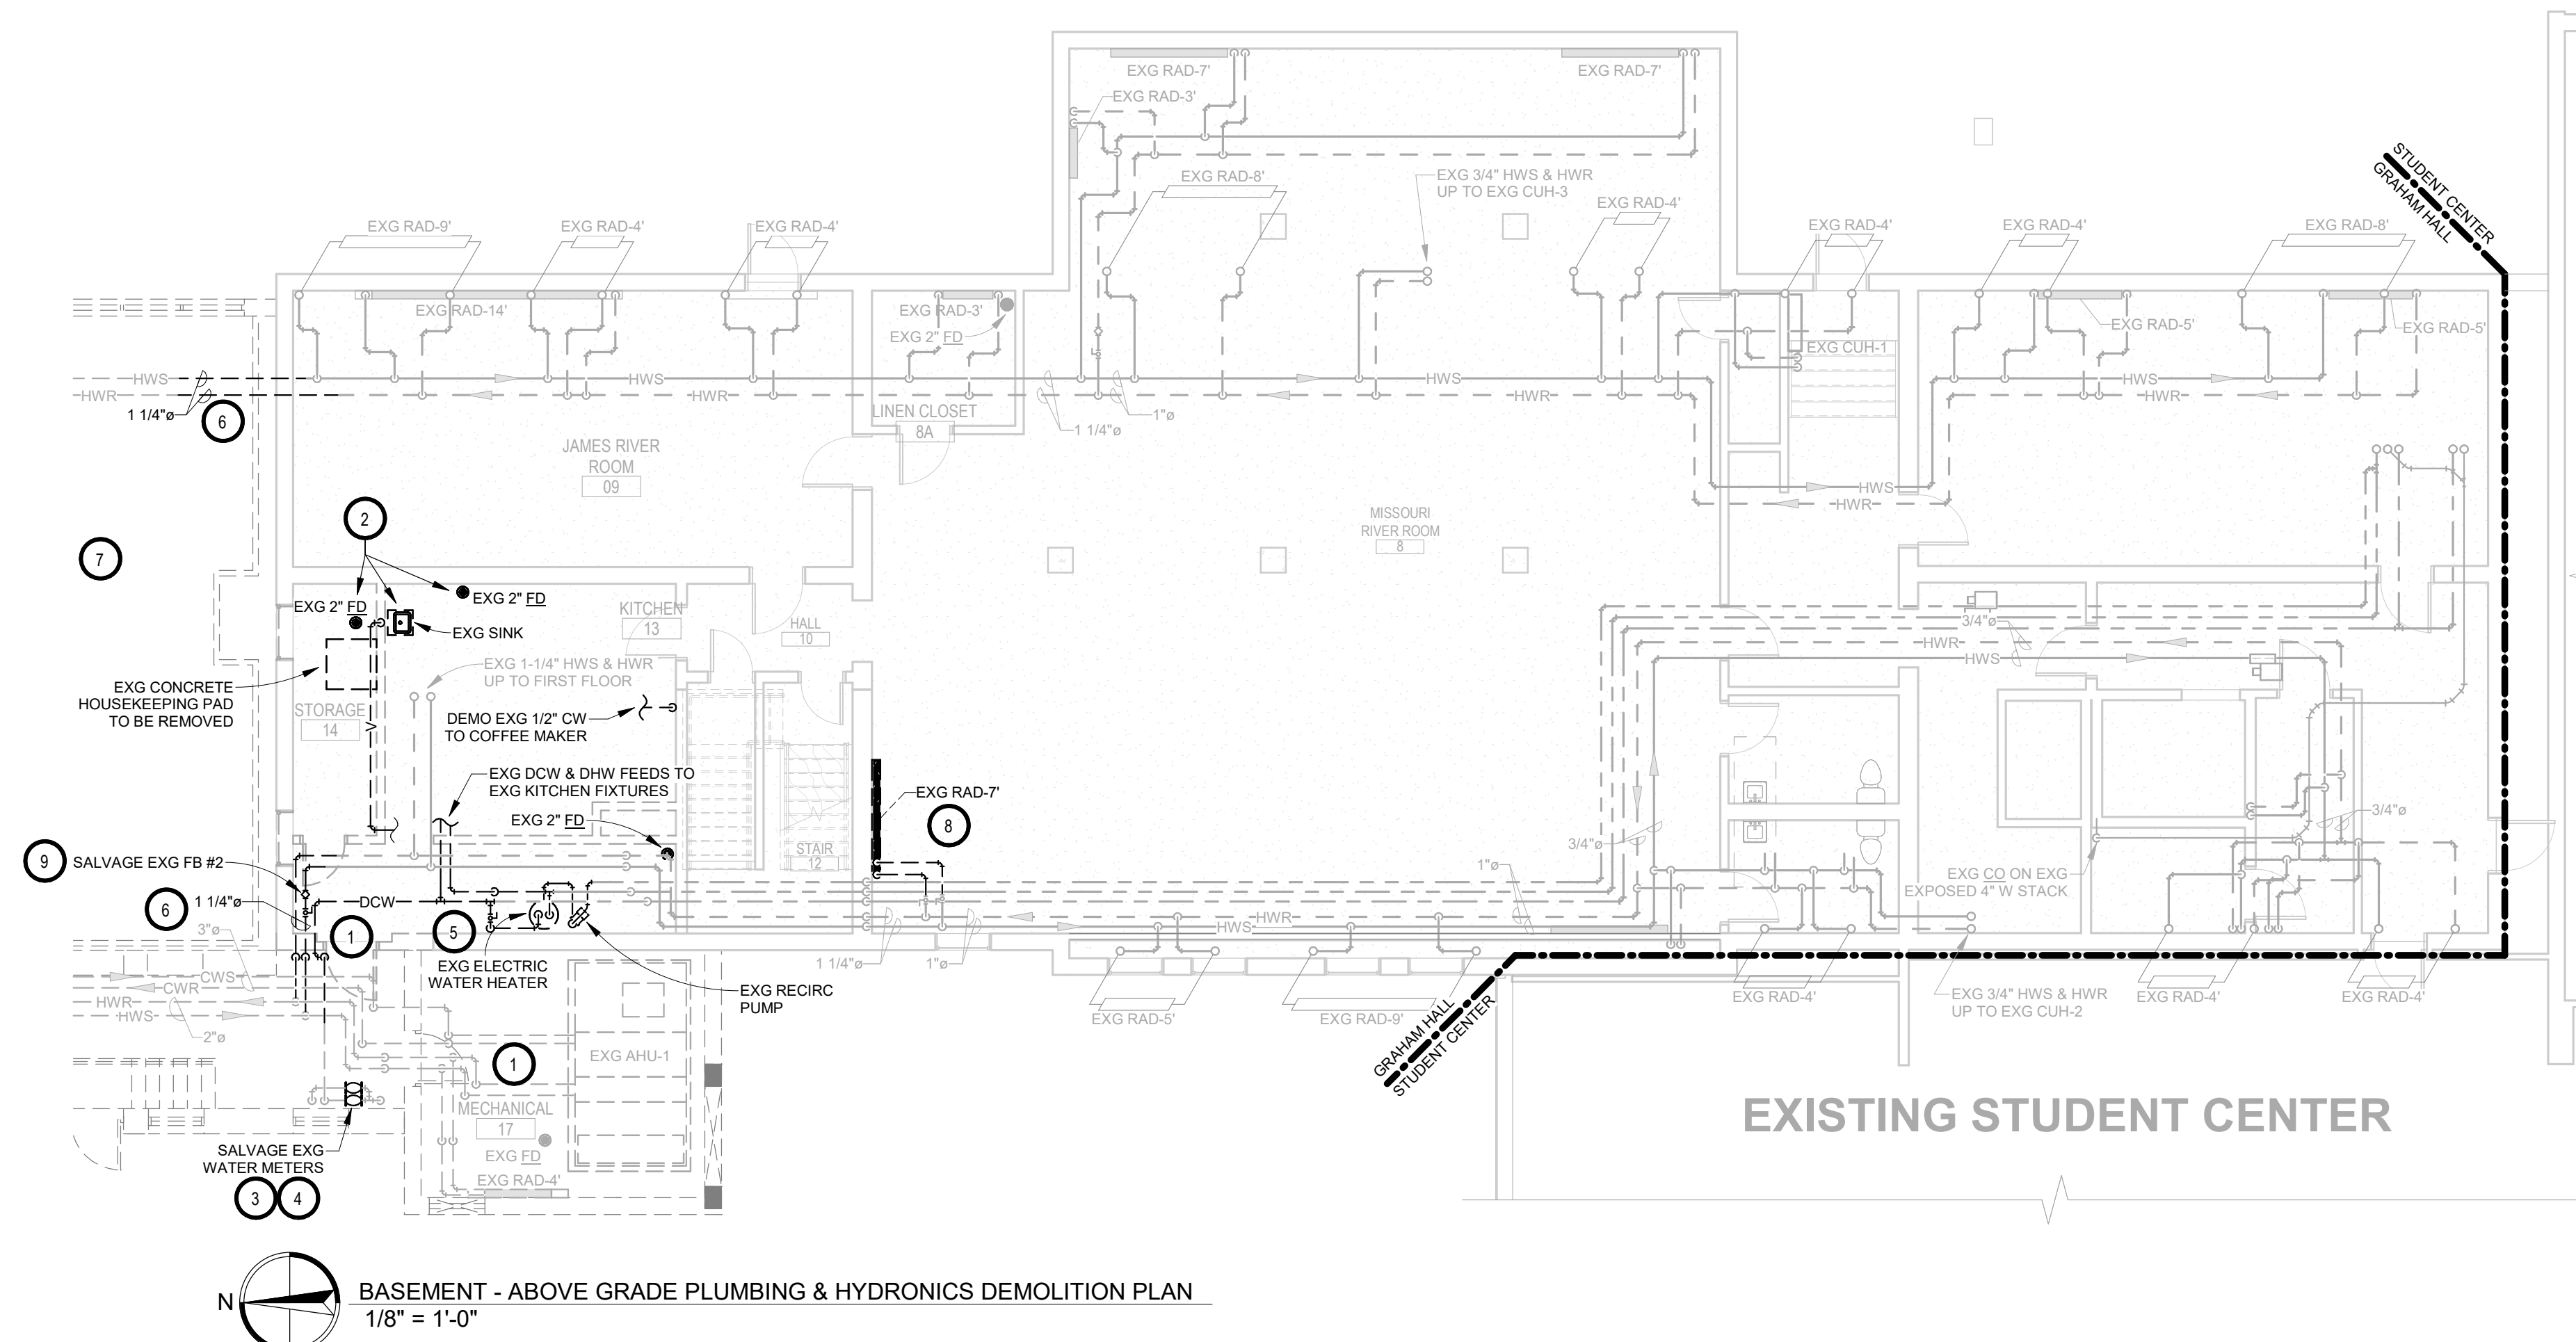 EXG RAD-7'
EXG RAD-7'
EXG RAD-3'
STUDENT CENTER
GRAHAM HALL
EXG RAD-8'
EXG 3/4" HWS & HWR
UP TO EXG CUH-3
EXG RAD-4'
EXG RAD-9'
EXG RAD-4'
EXG RAD-4'
EXG RAD-4'
EXG RAD-4'
EXG RAD-8'
EXG RAD-14'
EXG RAD-3'
EXG 2" FD
EXG CUH-1
EXG RAD-5'
EXG RAD-5'
HWS
HWS
HWS
HWS
HWR
HWR
HWR
HWR
1 1/4"ø
6
1 1/4"ø
1"ø
LINEN CLOSET
8A
JAMES RIVER
ROOM
09
HWS
HWR
2
MISSOURI
RIVER ROOM
8
7
EXG 2" FD
EXG 2" FD
EXG SINK
KITCHEN
13
HALL
10
3/4"ø
HWR
HWS
EXG 1-1/4" HWS & HWR
UP TO FIRST FLOOR
EXG CONCRETE
HOUSEKEEPING PAD
TO BE REMOVED
STORAGE
14
V
DEMO EXG 1/2" CW
TO COFFEE MAKER
EXG DCW & DHW FEEDS TO
EXG KITCHEN FIXTURES
EXG 2" FD
EXG RAD-7'
8
STAIR
12
3/4"ø
3/4"ø
9
SALVAGE EXG FB #2
1"ø
EXG CO ON EXG
EXPOSED 4" W STACK
6
1 1/4"ø
DCW
3"ø
1
5
HWR
HWS
1 1/4"ø
1"ø
EXG ELECTRIC
WATER HEATER
CWS
CWR
HWR
HWS
2"ø
EXG RECIRC
PUMP
EXG RAD-5'
EXG RAD-9'
GRAHAM HALL
STUDENT CENTER
EXG RAD-4'
EXG 3/4" HWS & HWR
UP TO EXG CUH-2
EXG RAD-4'
EXG RAD-4'
1
EXG AHU-1
MECHANICAL
17
EXG FD
EXG RAD-4'
EXISTING STUDENT CENTER
SALVAGE EXG
WATER METERS
3
4
N
BASEMENT - ABOVE GRADE PLUMBING & HYDRONICS DEMOLITION PLAN
1/8" = 1'-0"